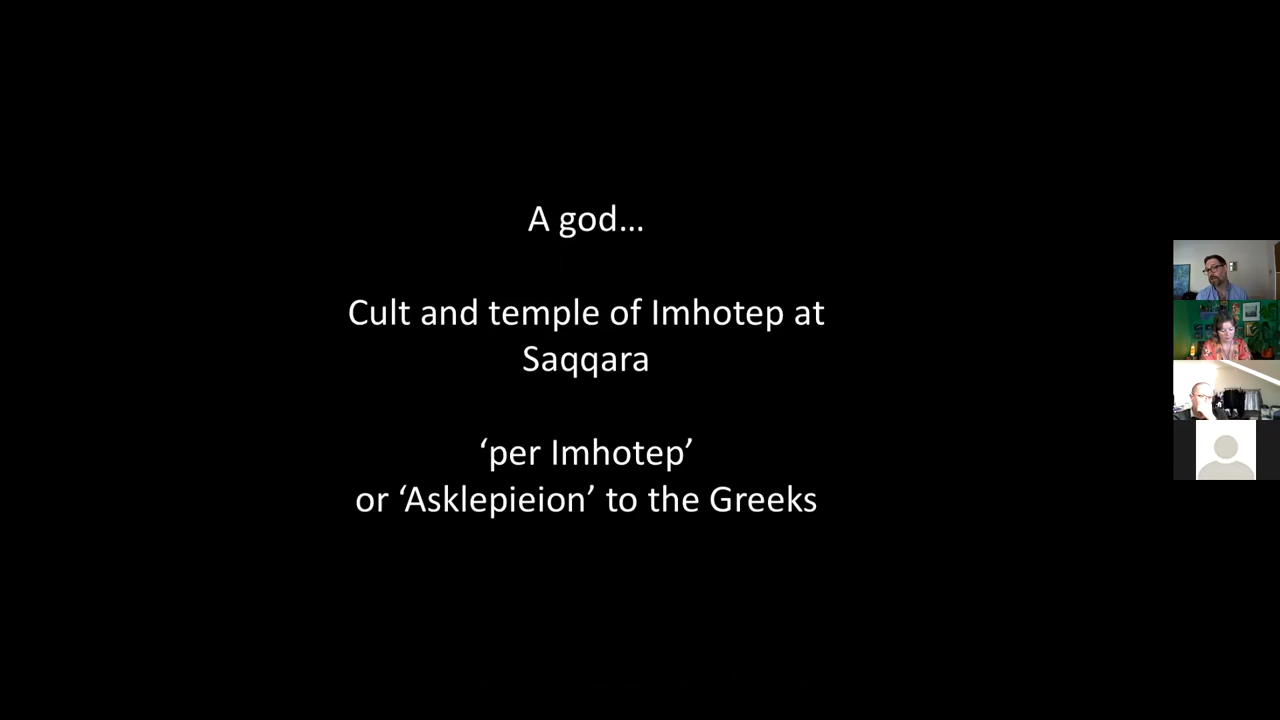 A god…
Cult and temple of Imhotep at
Saqqara
‘per Imhotep’
or ‘Asklepieion’ to the Greeks